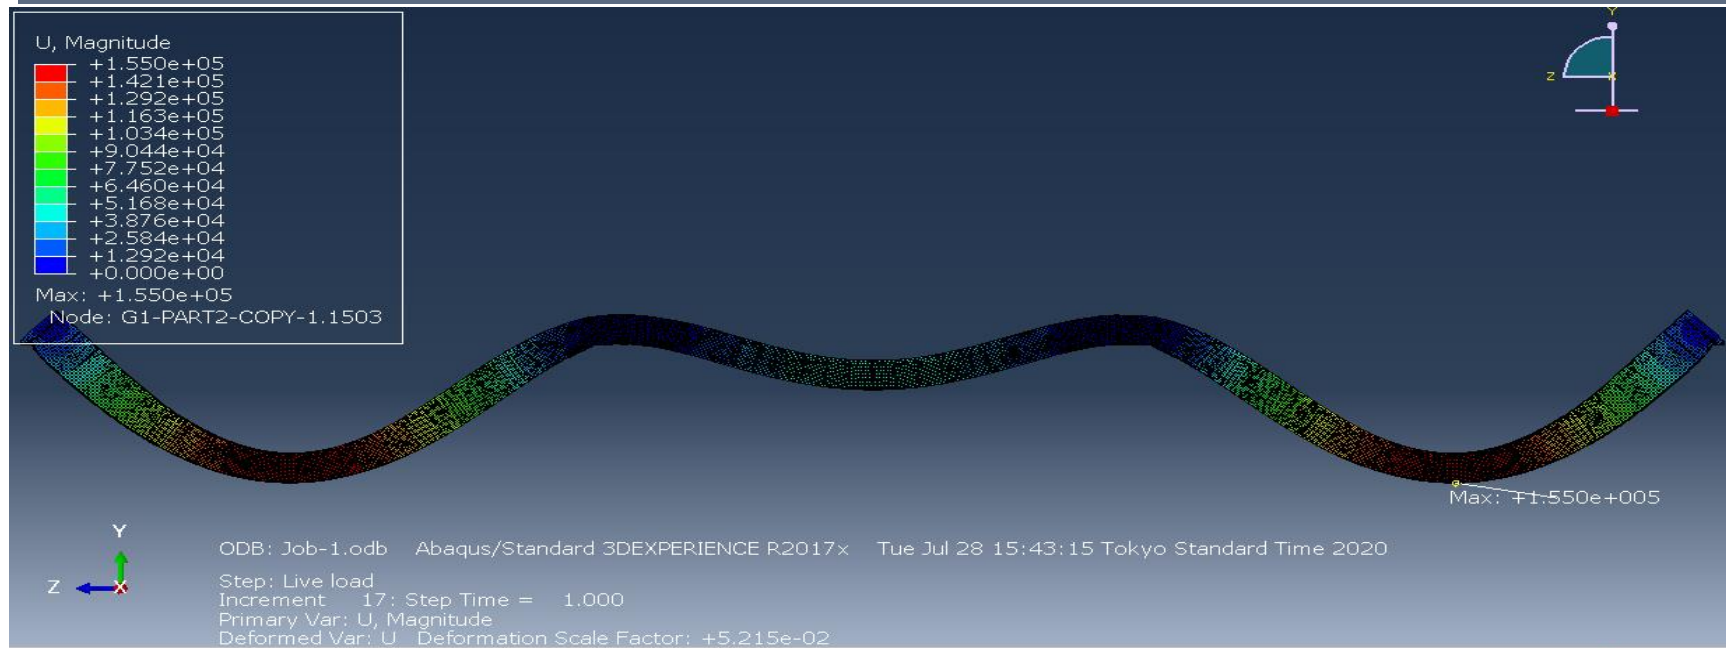 U, Magnitude
+1.550e+05
+1.421e+05
+1.292e+05
+1.163e+05
+1.034e+05
+9.044e+04
+7.752e+04
+6.460e+04
+5.168e+04
+3.876e+04
+2.584e+04
+1.292e+04
+0.000e+00
Max: +1.550e+05
Node: G1-PART2-COPY-1.1503
Y
Z
X
Max: +1.550e+005
Y
Z
X
ODB: Job-1.odb Abaqus/Standard 3DEXPERIENCE R2017x Tue Jul 28 15:43:15 Tokyo Standard Time 2020
Step: Live load
Increment 17: Step Time = 1.000
Primary Var: U, Magnitude
Deformed Var: U Deformation Scale Factor: +5.215e-02